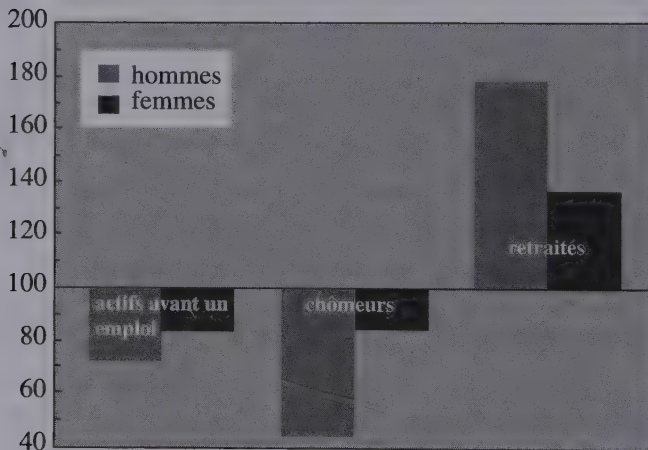 200
180
160
140
120
100
80
60
40
hommes
femmes
actifs ayant un
emploi
chômeurs
retraités